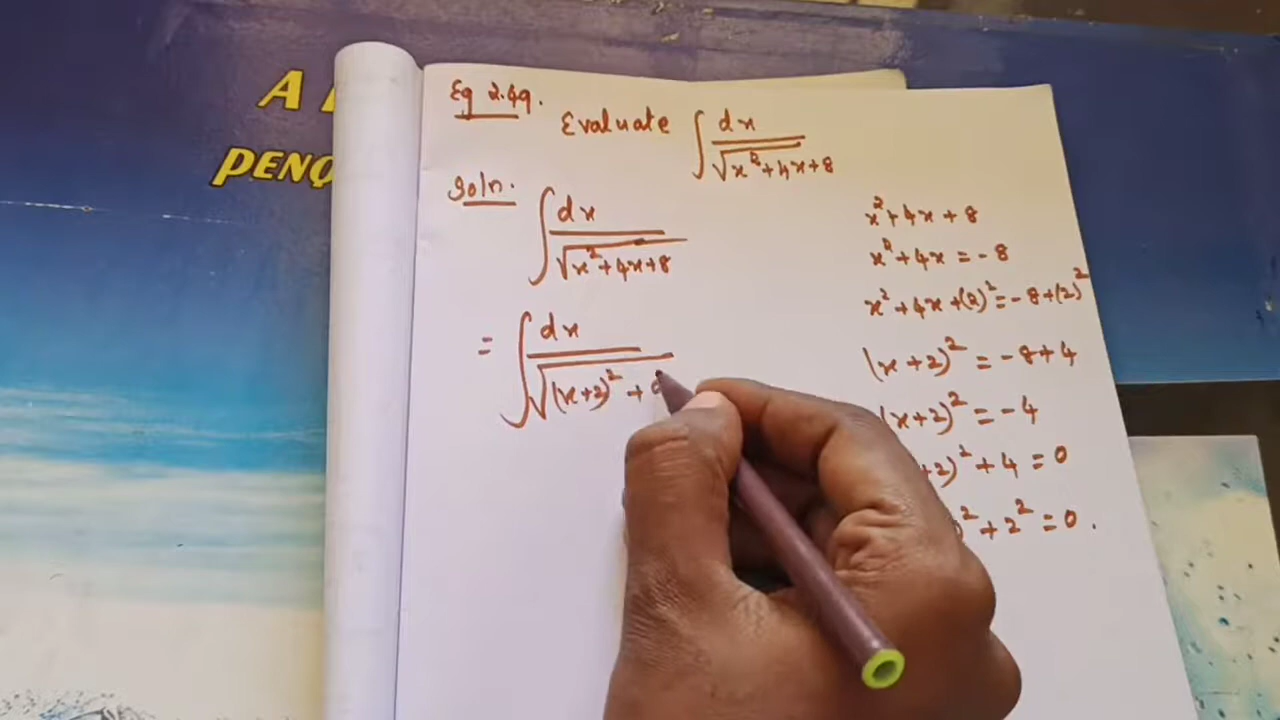 A
PENG
Eg 2.49.
Evaluate ∫ dx / √x²+4x+8
Soln.
∫ dx / √x²+4x+8
= ∫ dx / √(x+2)² +
x²+4x+8
x²+4x = -8
x²+4x+(2)² = -8+(2)²
(x+2)² = -8+4
(x+2)² = -4
+2)² + 4 = 0
)² + 2² = 0.